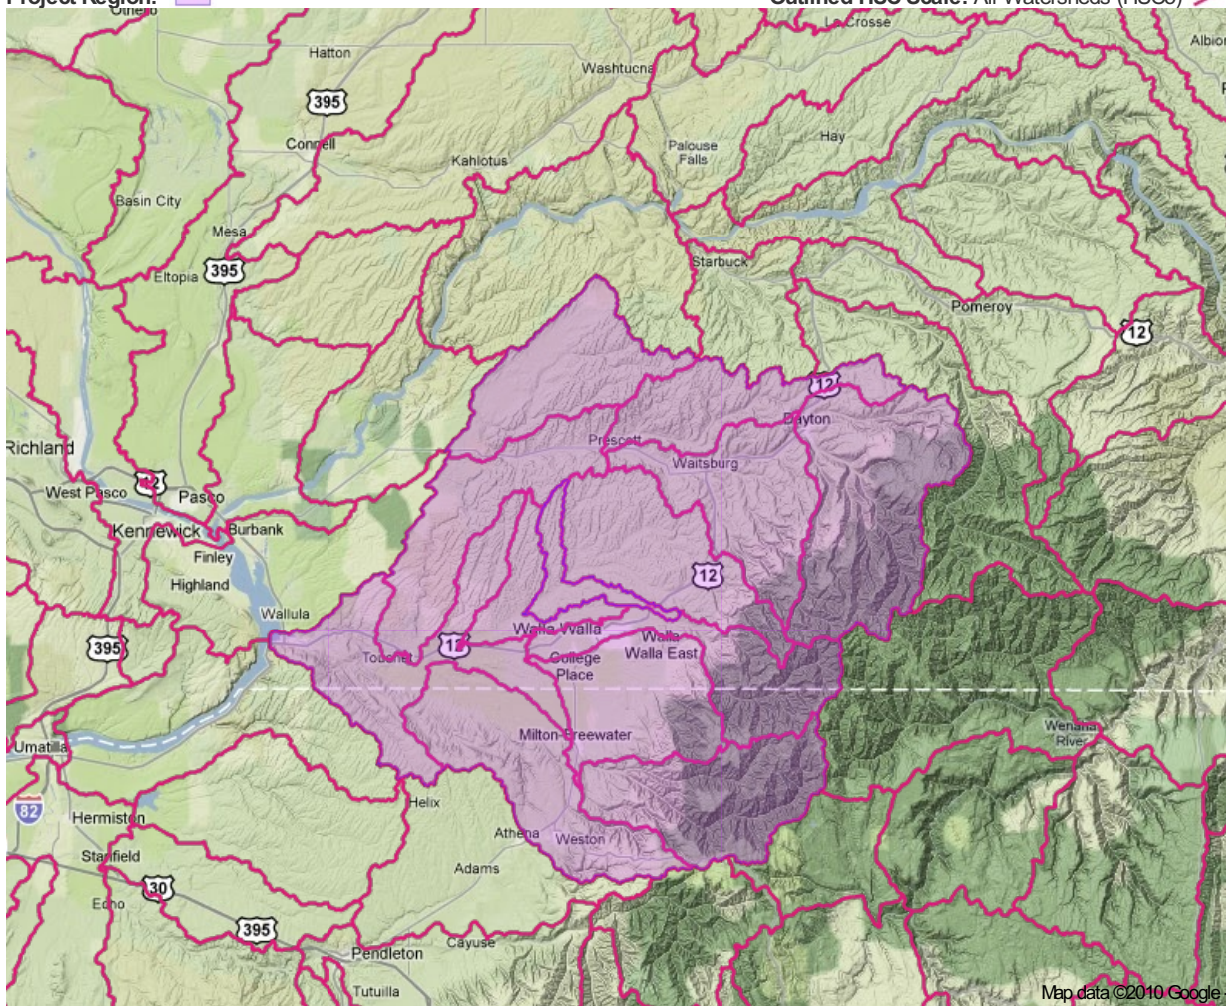 Project Region:
Outlined HSC Scale: All Watersheds (HSC5)
Othello
La Crosse
Hatton
Albion
Washtucna
395
Connell
Hay
Palouse
Falls
Kahlotus
Basin City
Mesa
Starbuck
Eltopia
395
Pomeroy
12
12
Dayton
Prescott
Richland
Waitsburg
West Pasco
Pasco
Kennewick
Burbank
Finley
12
Highland
Wallula
Walla Walla
Walla
Walla East
395
12
Touchet
College
Place
Wenaha
River
Milton-Freewater
Umatilla
Helix
82
Hermiston
Athena
Weston
Stanfield
Adams
30
Echo
395
Cayuse
Pendleton
Tutuilla
Map data ©2010 Google